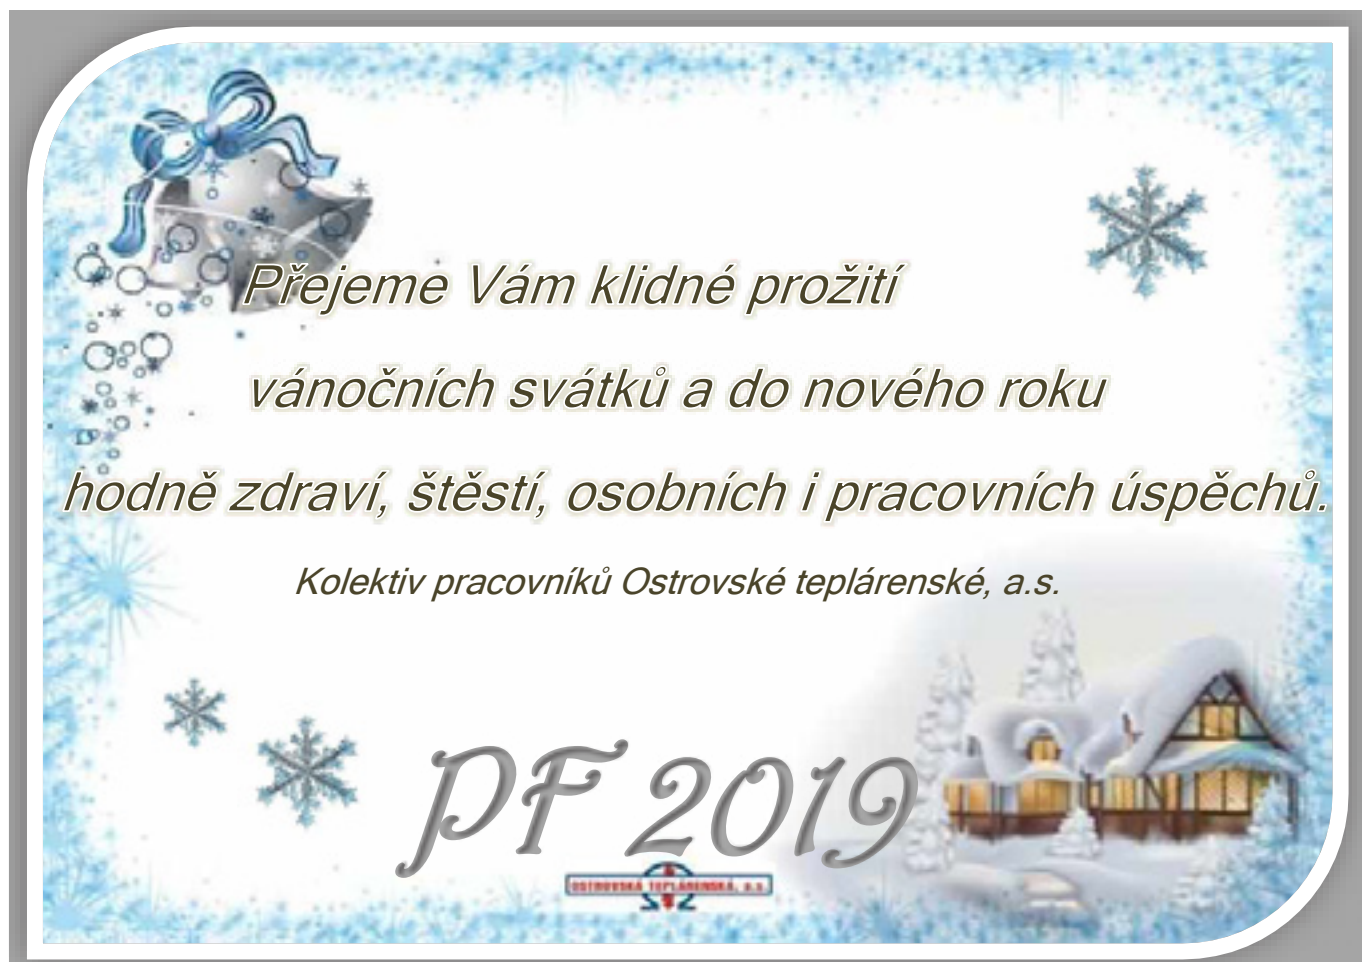 Přejeme Vám klidné prožití
vánočních svátků a do nového roku
hodně zdraví, štěstí, osobních i pracovních úspěchů.
Kolektiv pracovníků Ostrovské teplárenské, a.s.
PF 2019
OSTROVSKÁ TEPLÁRENSKÁ, a.s.